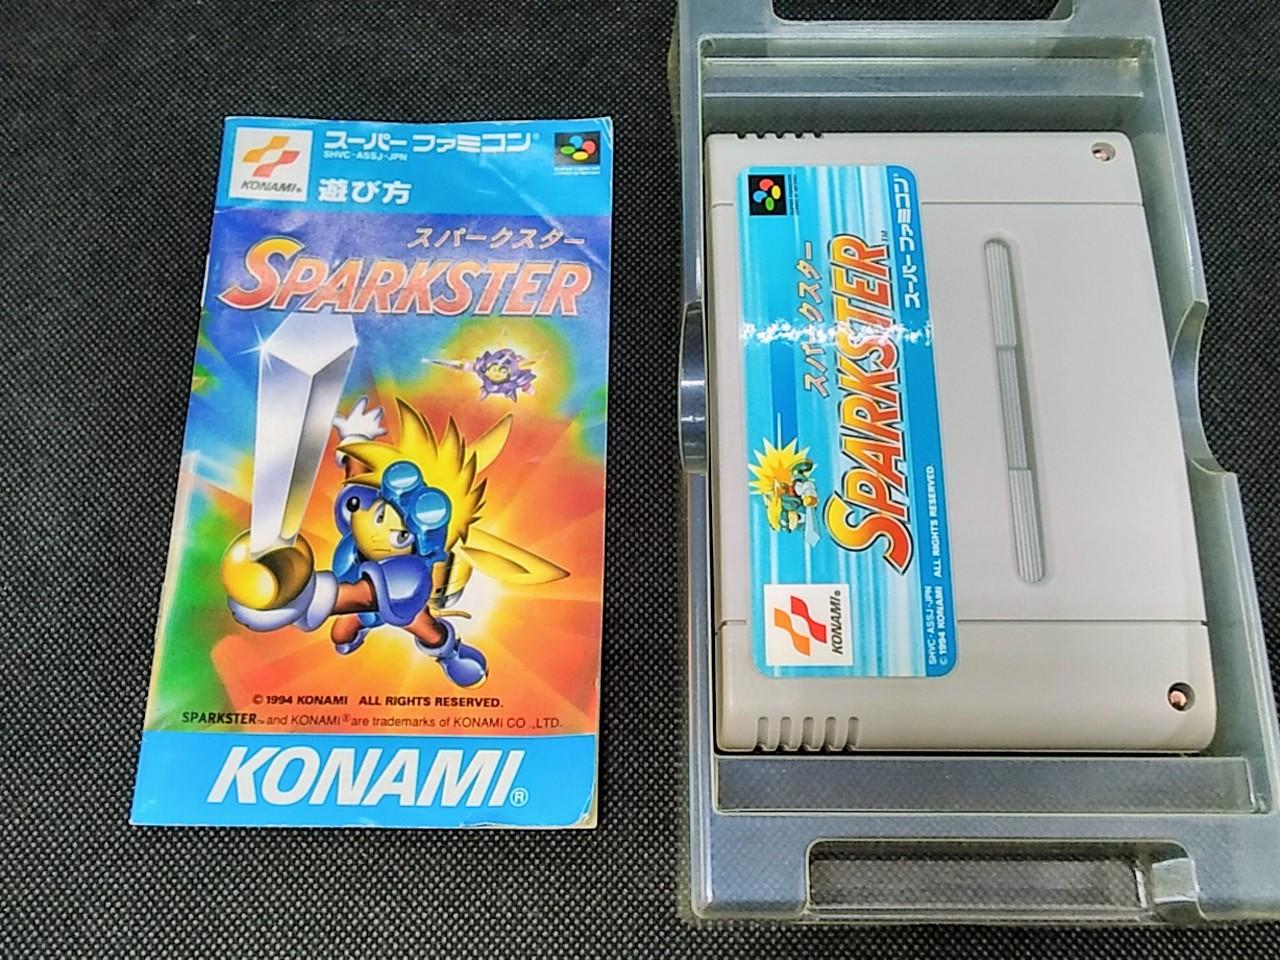 KONAMI®
スーパーファミコン®
SHVC-ASSJ-JPN
遊び方
スパークスター
SPARKSTER
© 1994 KONAMI ALL RIGHTS RESERVED.
SPARKSTER™ and KONAMI® are trademarks of KONAMI CO.,LTD.
KONAMI®
スーパーファミコン
スパークスター
SPARKSTER™
KONAMI®
SHVC-ASSJ-JPN
© 1994 KONAMI ALL RIGHTS RESERVED.